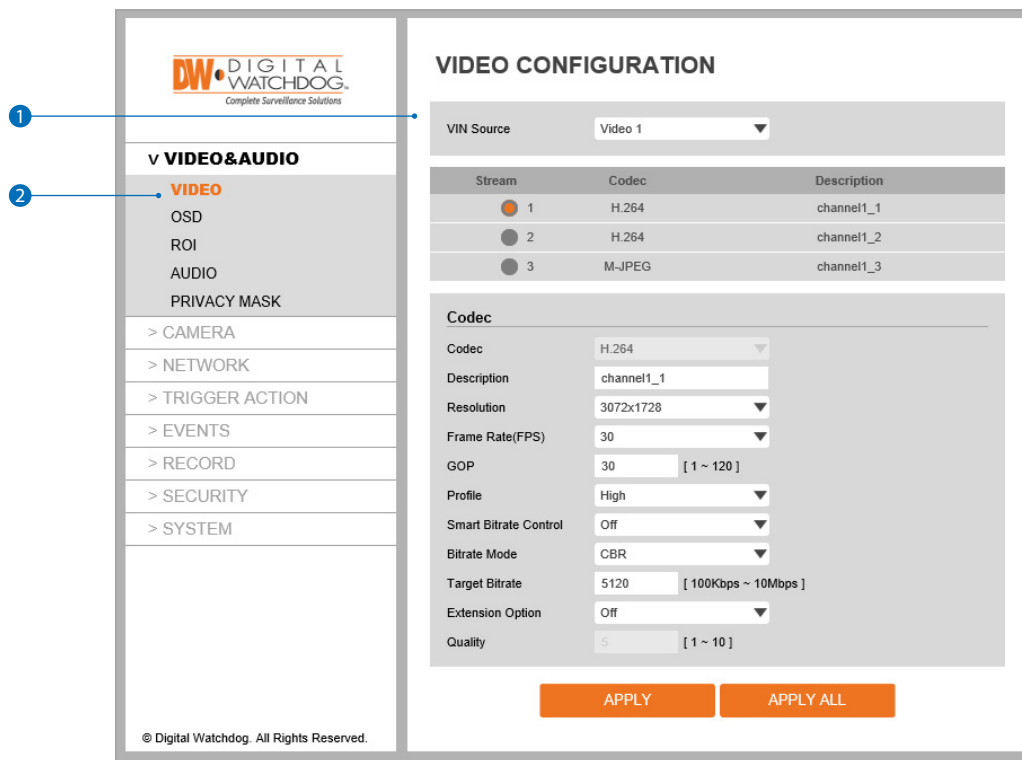 DW DIGITAL
WATCHDOG
Complete Surveillance Solutions
1
2
v VIDEO&AUDIO
VIDEO
OSD
ROI
AUDIO
PRIVACY MASK
> CAMERA
> NETWORK
> TRIGGER ACTION
> EVENTS
> RECORD
> SECURITY
> SYSTEM
© Digital Watchdog. All Rights Reserved.
VIDEO CONFIGURATION
VIN Source Video 1
Stream Codec Description
1 H.264 channel1_1
2 H.264 channel1_2
3 M-JPEG channel1_3
Codec
Codec H.264
Description channel1_1
Resolution 3072x1728
Frame Rate(FPS) 30
GOP 30 [ 1 ~ 120 ]
Profile High
Smart Bitrate Control Off
Bitrate Mode CBR
Target Bitrate 5120 [ 100Kbps ~ 10Mbps ]
Extension Option Off
Quality 5 [ 1 ~ 10 ]
APPLY APPLY ALL